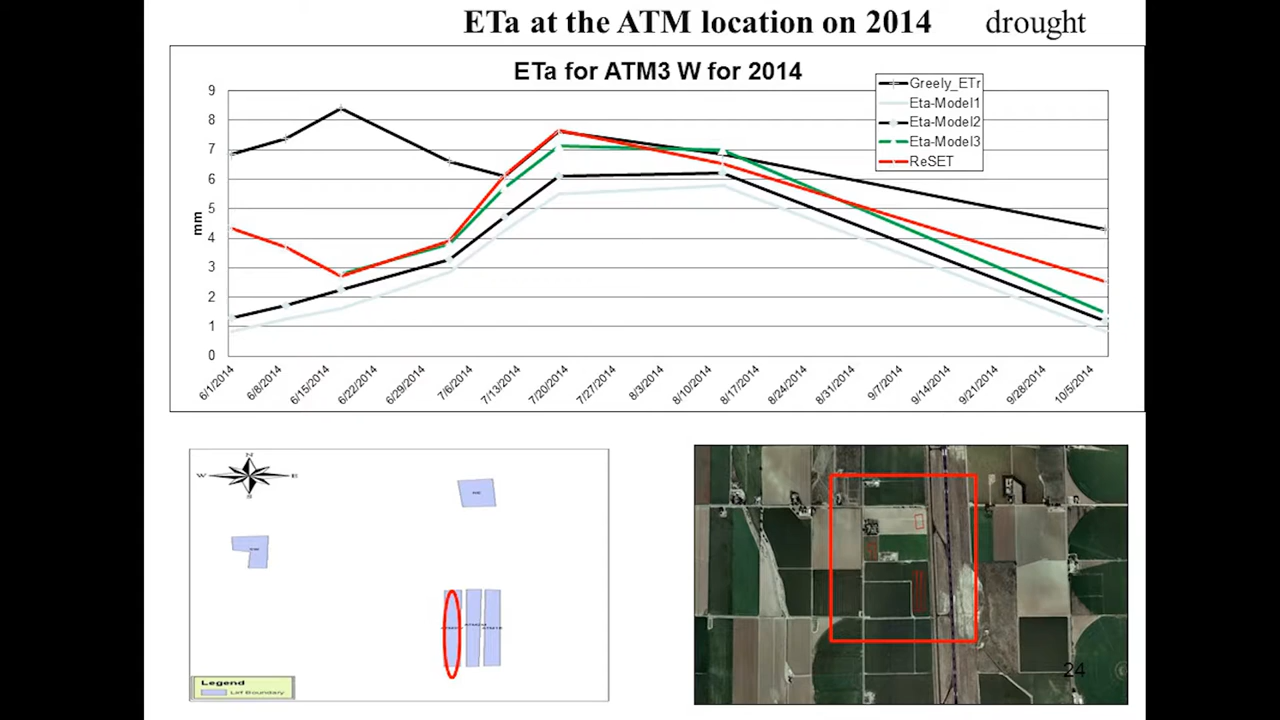 ETa at the ATM location on 2014 drought
ETa for ATM3 W for 2014
Greely_ETr
Eta-Model1
Eta-Model2
Eta-Model3
ReSET
mm
9
8
7
6
5
4
3
2
1
0
6/1/2014
6/8/2014
6/15/2014
6/22/2014
6/29/2014
7/6/2014
7/13/2014
7/20/2014
7/27/2014
8/3/2014
8/10/2014
8/17/2014
8/24/2014
8/31/2014
9/7/2014
9/14/2014
9/21/2014
9/28/2014
10/5/2014
N
W E
S
Legend
Boundary
24